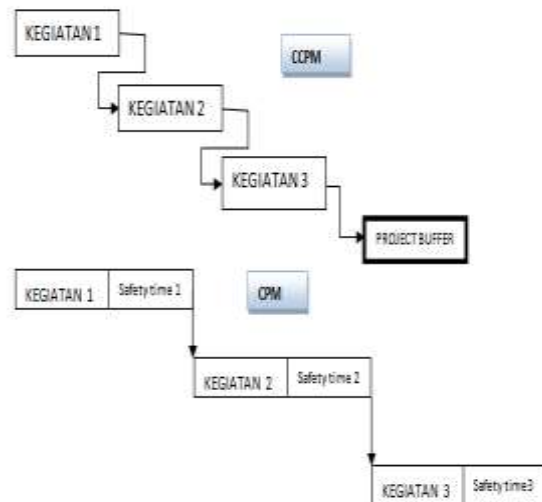 KEGIATAN 1
CCPM
KEGIATAN 2
KEGIATAN 3
PROJECT BUFFER
KEGIATAN 1 Safety time 1
CPM
KEGIATAN 2 Safety time 2
KEGIATAN 3 Safety time3